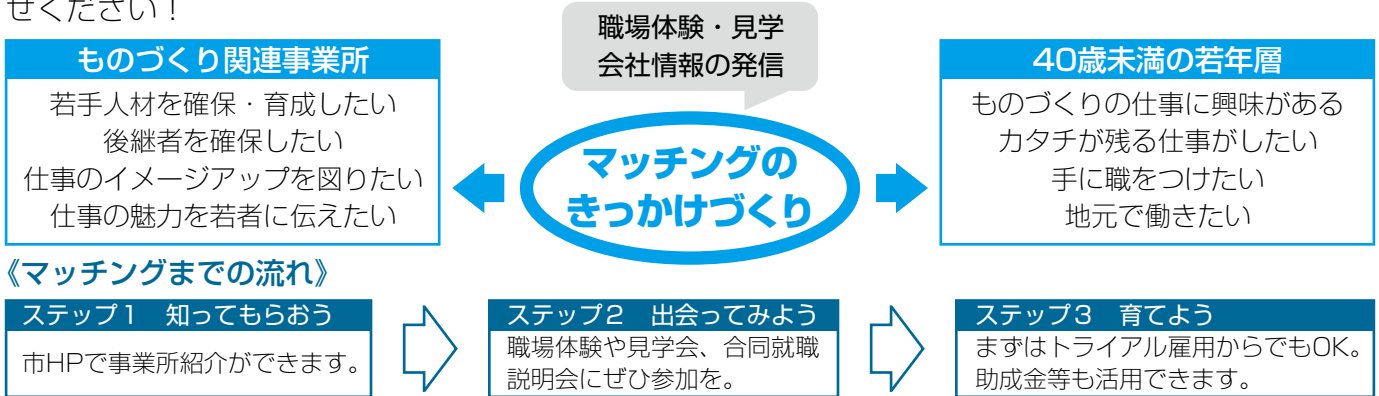 せください！
職場体験・見学
会社情報の発信
ものづくり関連事業所
若手人材を確保・育成したい
後継者を確保したい
仕事のイメージアップを図りたい
仕事の魅力を若者に伝えたい
マッチングの
きっかけづくり
40歳未満の若年層
ものづくりの仕事に興味がある
カタチが残る仕事がしたい
手に職をつけたい
地元で働きたい
《マッチングまでの流れ》
ステップ1　知ってもらおう
市HPで事業所紹介ができます。
ステップ2　出会ってみよう
職場体験や見学会、合同就職
説明会にぜひ参加を。
ステップ3　育てよう
まずはトライアル雇用からでもOK。
助成金等も活用できます。